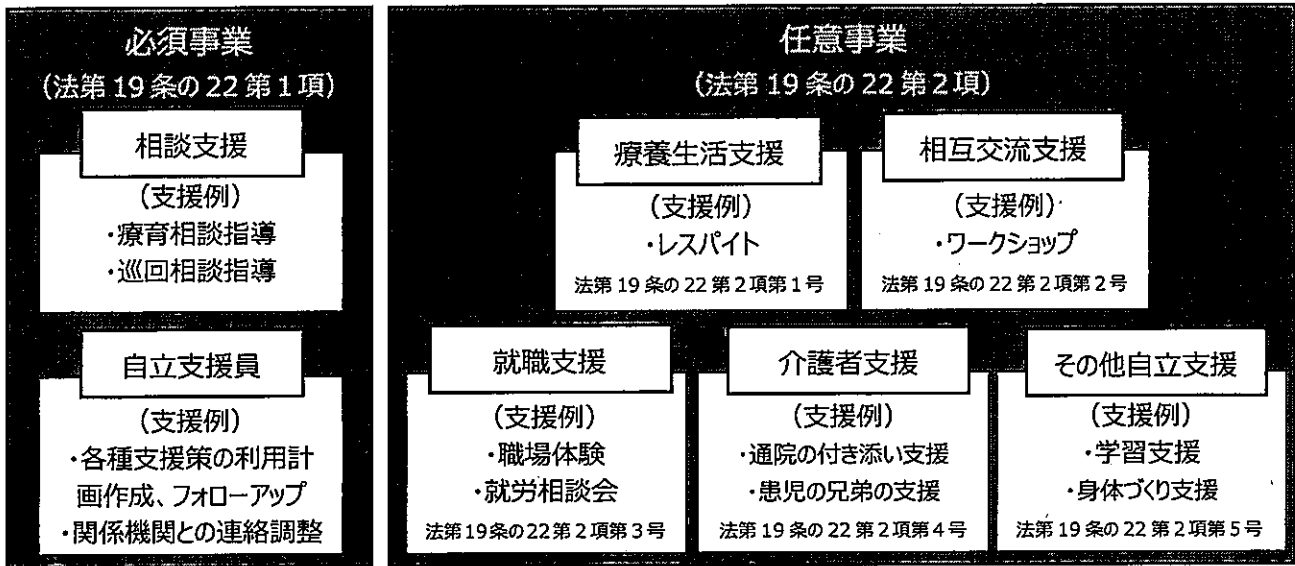 必須事業
(法第19条の22第1項)
相談支援
(支援例)
・療育相談指導
・巡回相談指導
自立支援員
(支援例)
・各種支援策の利用計
画作成、フォローアップ
・関係機関との連絡調整
任意事業
(法第19条の22第2項)
療養生活支援
(支援例)
・レスパイト
法第19条の22第2項第1号
相互交流支援
(支援例)
・ワークショップ
法第19条の22第2項第2号
就職支援
(支援例)
・職場体験
・就労相談会
法第19条の22第2項第3号
介護者支援
(支援例)
・通院の付き添い支援
・患児の兄弟の支援
法第19条の22第2項第4号
その他自立支援
(支援例)
・学習支援
・身体づくり支援
法第19条の22第2項第5号